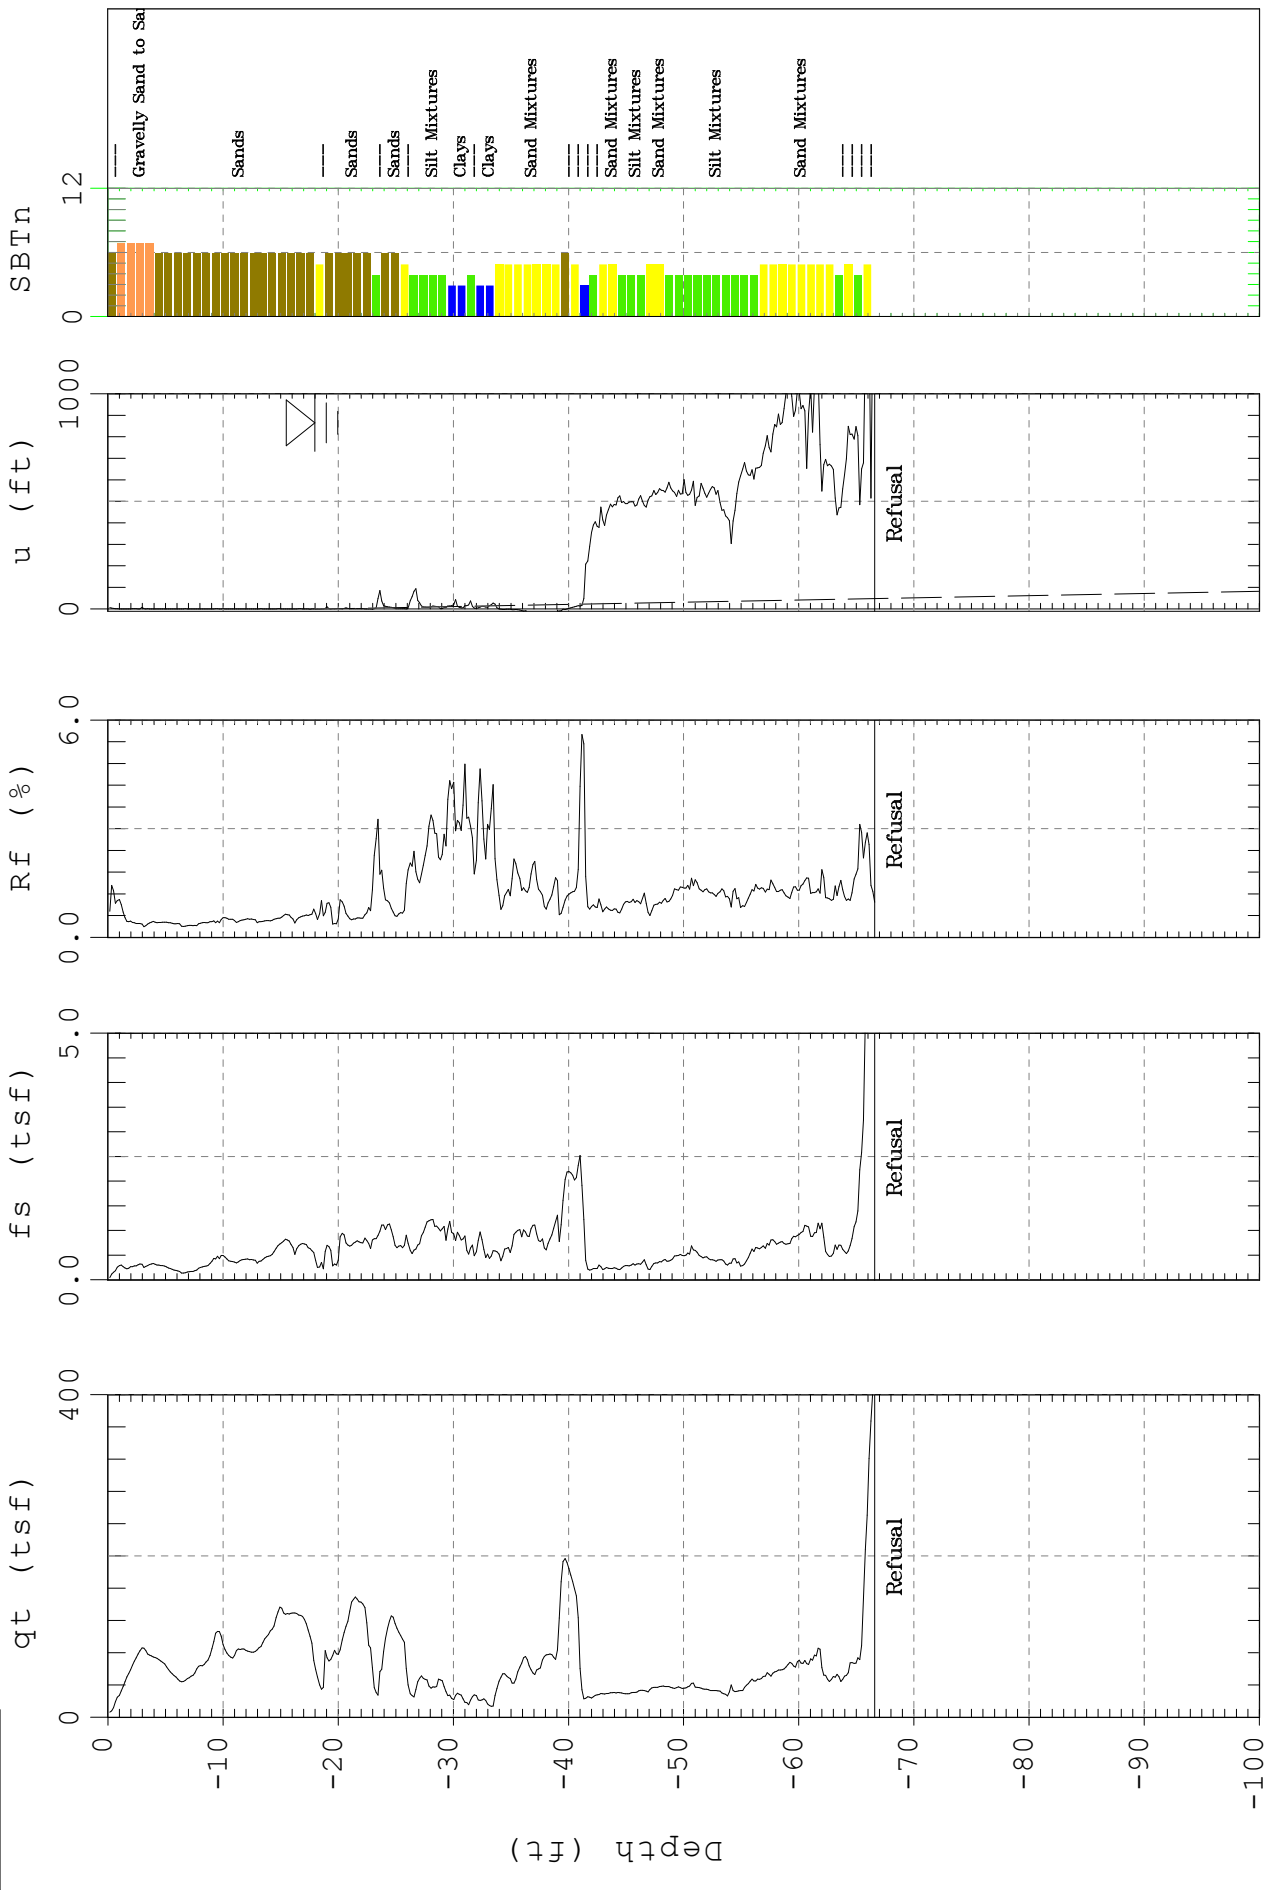 qt (tsf)
fs (tsf)
Rf (%)
u (ft)
SBTn
0
400
0.0
5.0
0.0
6.0
0
1000
0
12
0
-10
-20
-30
-40
-50
-60
-70
-80
-90
-100
Depth (ft)
Refusal
Refusal
Refusal
Refusal
Gravelly Sand to Sa
Sands
Sands
Sands
Silt Mixtures
Clays
Clays
Sand Mixtures
Sand Mixtures
Silt Mixtures
Sand Mixtures
Silt Mixtures
Sand Mixtures